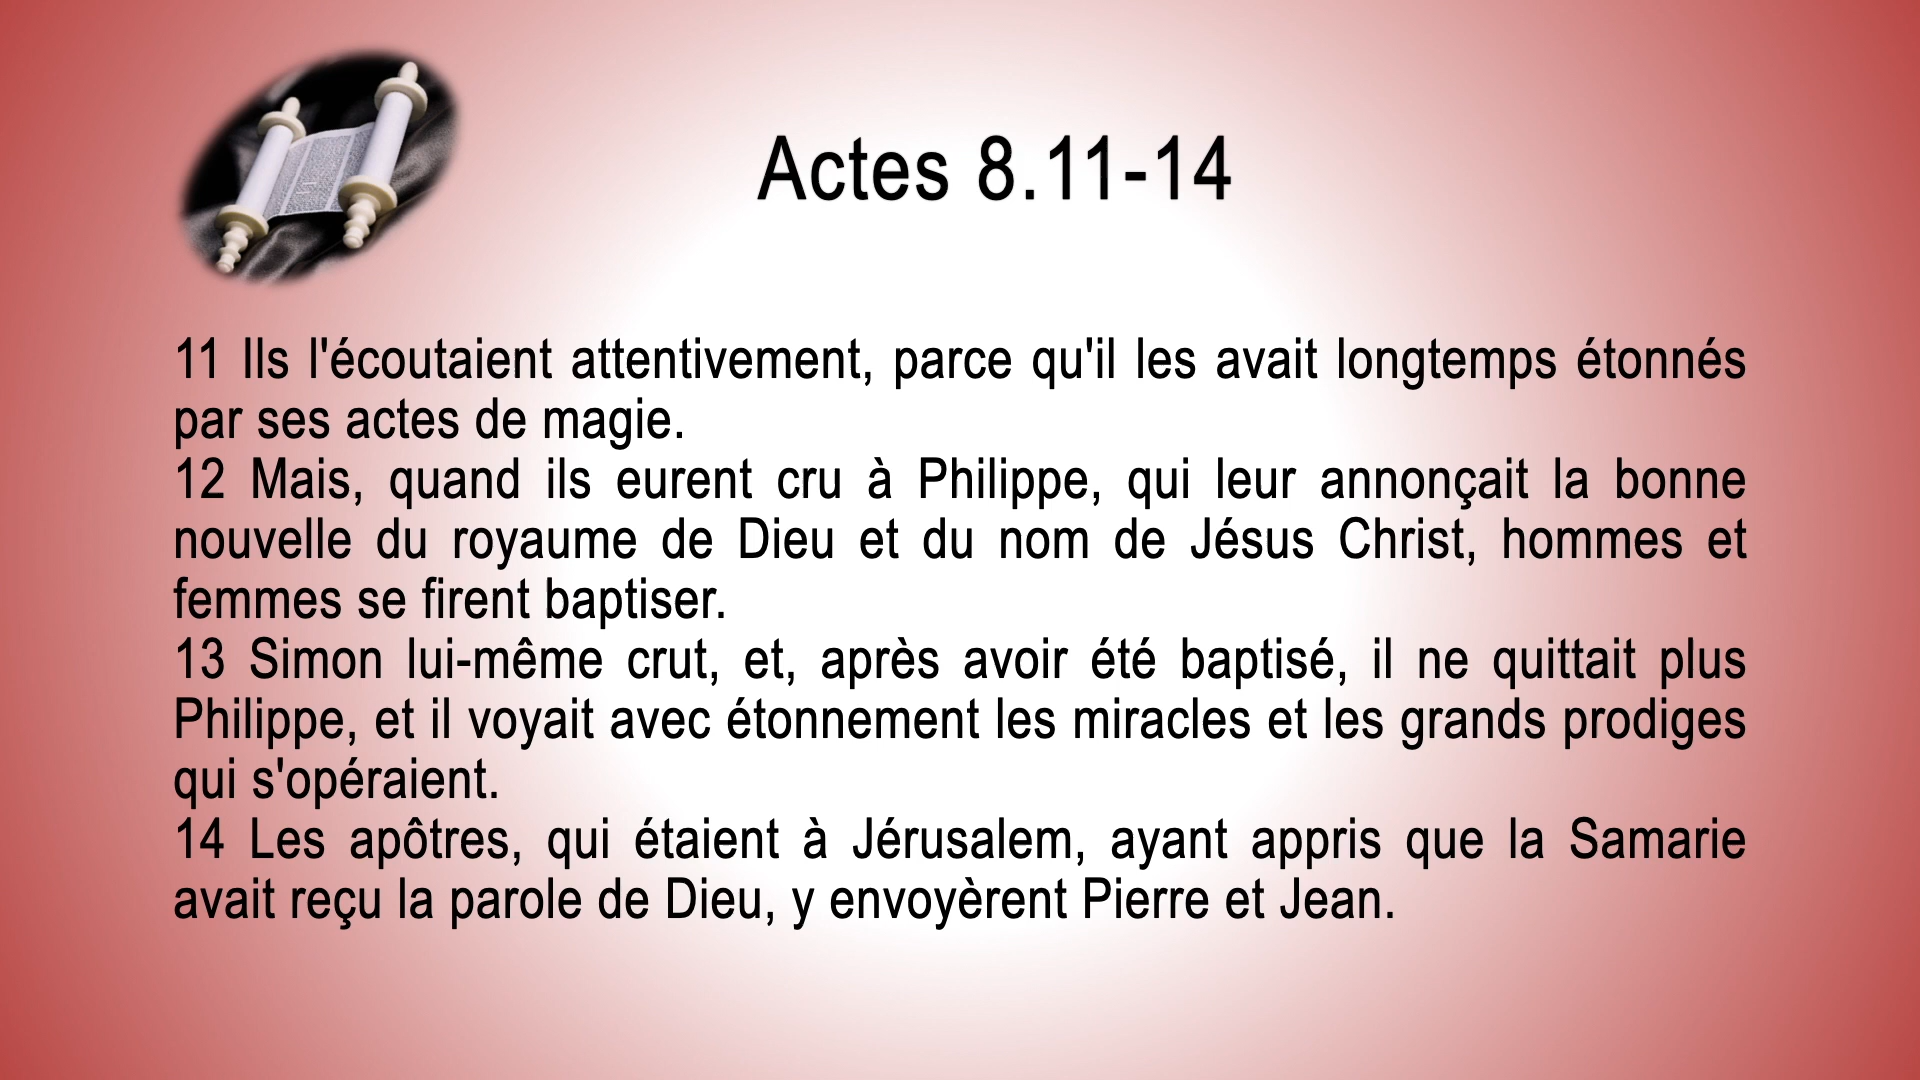 Actes 8.11-14
11 Ils l'écoutaient attentivement, parce qu'il les avait longtemps étonnés
par ses actes de magie.
12 Mais, quand ils eurent cru à Philippe, qui leur annonçait la bonne
nouvelle du royaume de Dieu et du nom de Jésus Christ, hommes et
femmes se firent baptiser.
13 Simon lui-même crut, et, après avoir été baptisé, il ne quittait plus
Philippe, et il voyait avec étonnement les miracles et les grands prodiges
qui s'opéraient.
14 Les apôtres, qui étaient à Jérusalem, ayant appris que la Samarie
avait reçu la parole de Dieu, y envoyèrent Pierre et Jean.